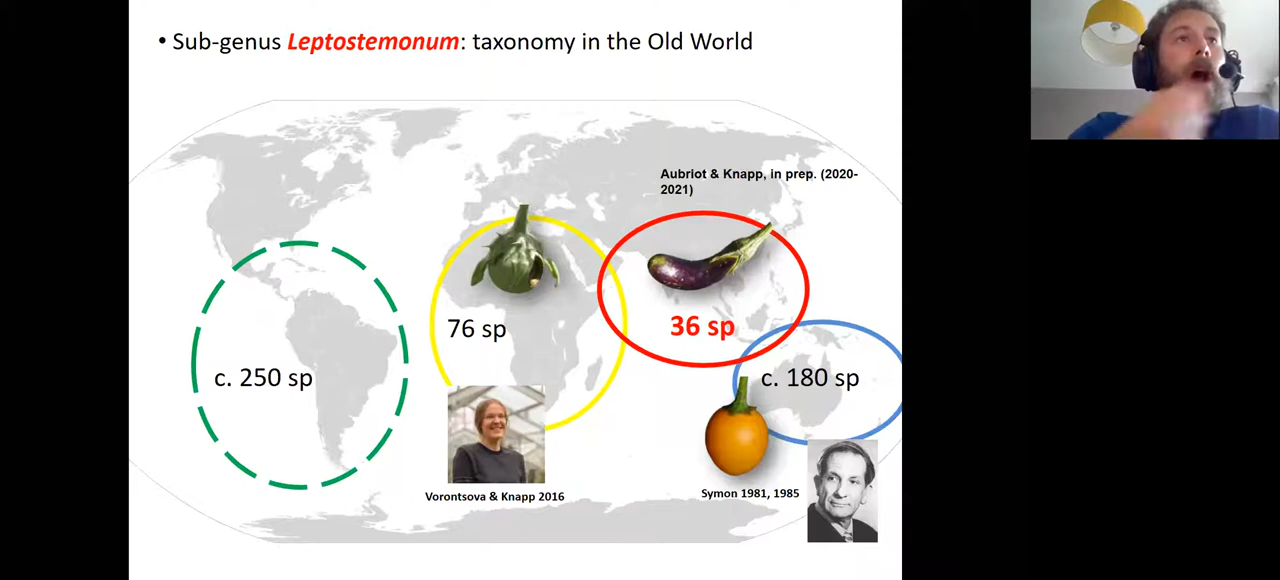 • Sub-genus Leptostemonum: taxonomy in the Old World
Aubriot & Knapp, in prep. (2020-
2021)
76 sp
36 sp
c. 250 sp
c. 180 sp
Vorontsova & Knapp 2016
Symon 1981, 1985